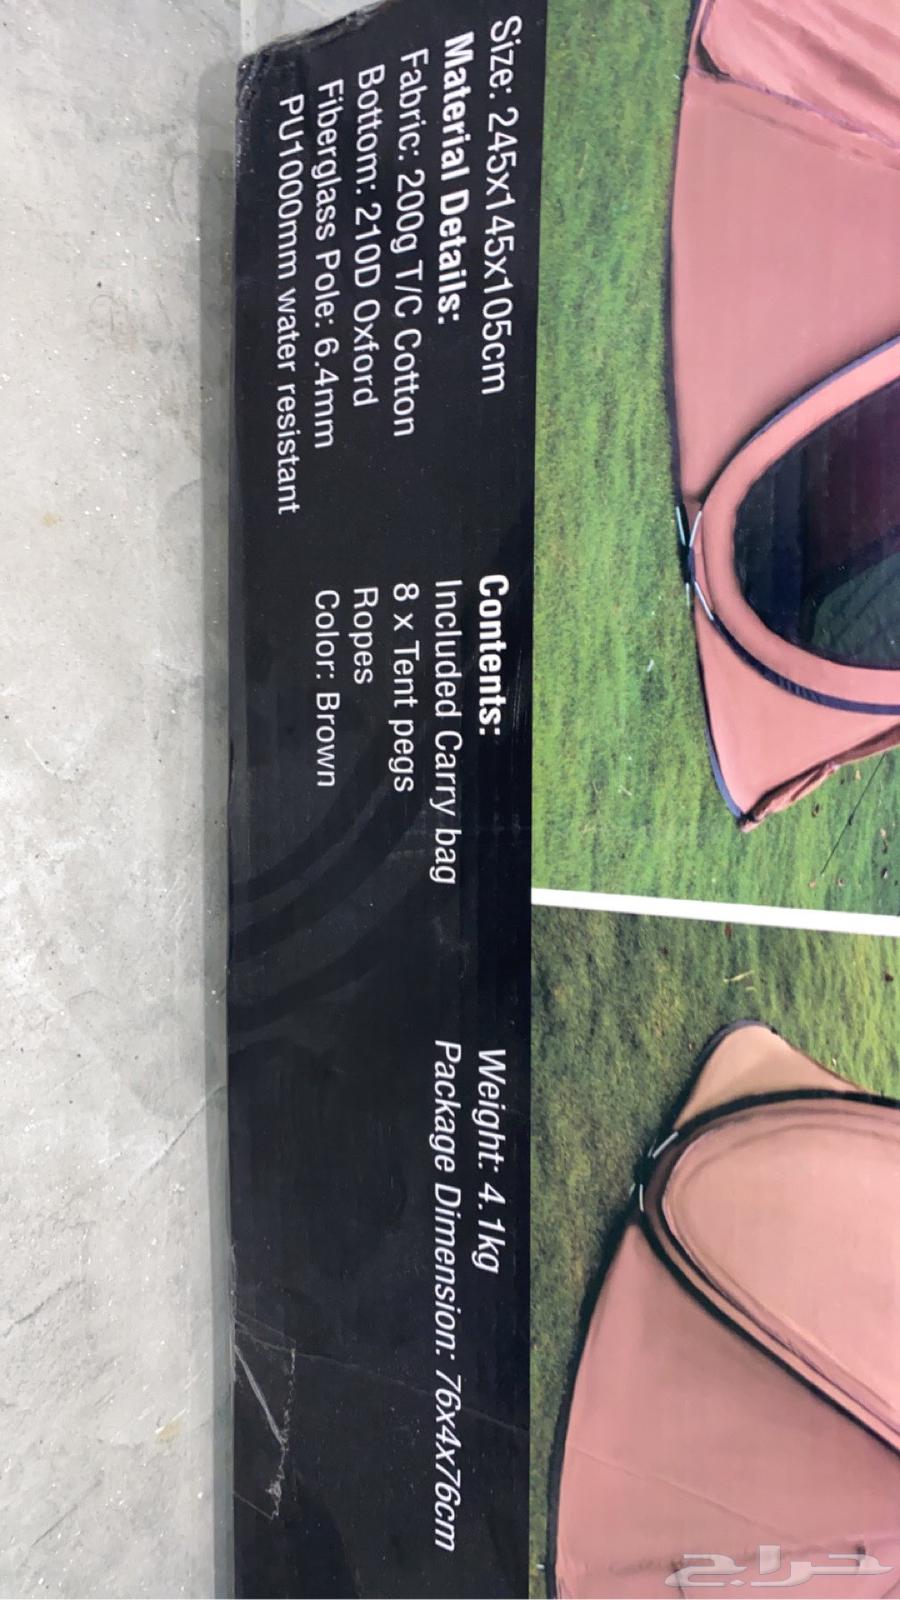 Size: 245x145x105cm
Material Details:
Fabric: 200g T/C Cotton
Bottom: 210D Oxford
Fiberglass Pole: 6.4mm
PU1000mm water resistant
Contents:
Included Carry bag
8 x Tent pegs
Ropes
Color: Brown
Weight: 4.1kg
Package Dimension: 76x4x76cm
حراج